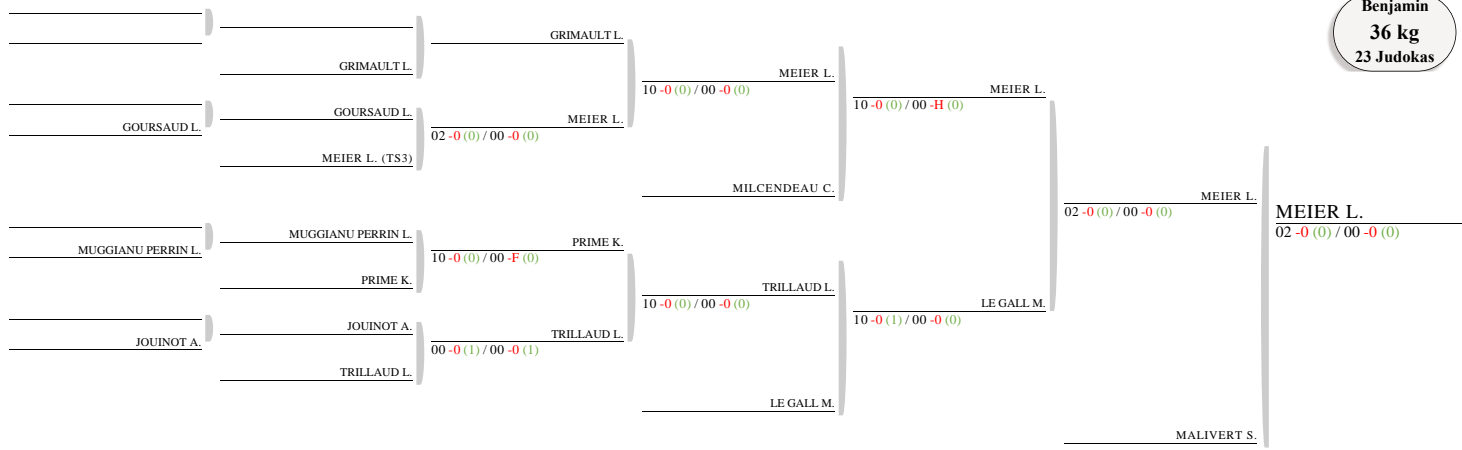 Benjamin
36 kg
23 Judokas
GRIMAULT L.
GRIMAULT L.
GOURSAUD L.
GOURSAUD L.
MEIER L. (TS3)
MEIER L.
02 -0 (0) / 00 -0 (0)
MEIER L.
10 -0 (0) / 00 -0 (0)
MILCENDEAU C.
MEIER L.
10 -0 (0) / 00 -H (0)
MUGGIANU PERRIN L.
MUGGIANU PERRIN L.
PRIME K.
PRIME K.
10 -0 (0) / 00 -F (0)
JOUINOT A.
JOUINOT A.
TRILLAUD L.
TRILLAUD L.
00 -0 (1) / 00 -0 (1)
TRILLAUD L.
10 -0 (0) / 00 -0 (0)
LE GALL M.
LE GALL M.
10 -0 (1) / 00 -0 (0)
MEIER L.
02 -0 (0) / 00 -0 (0)
MALIVERT S.
MEIER L.
02 -0 (0) / 00 -0 (0)